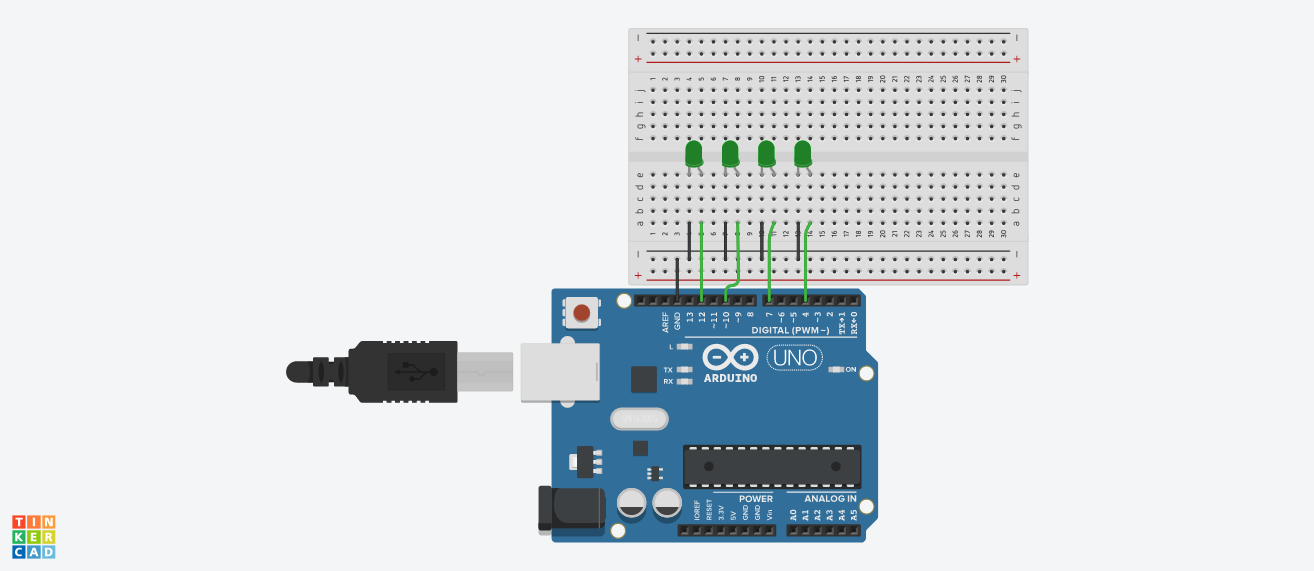 − −
+ +
1 2 3 4 5 6 7 8 9 10 11 12 13 14 15 16 17 18 19 20 21 22 23 24 25 26 27 28 29 30
j j
i i
h h
g g
f f
e e
d d
c c
b b
a a
1 2 3 4 5 6 7 8 9 10 11 12 13 14 15 16 17 18 19 20 21 22 23 24 25 26 27 28 29 30
− −
+ +
AREF GND 13 12 ~11 ~10 ~9 8 7 ~6 ~5 4 ~3 2 TX→1 RX←0
DIGITAL (PWM~)
L
TX
RX
ARDUINO
UNO
ON
POWER
ANALOG IN
IOREF RESET 3.3V 5V GND GND Vin A0 A1 A2 A3 A4 A5
TIN
KER
CAD